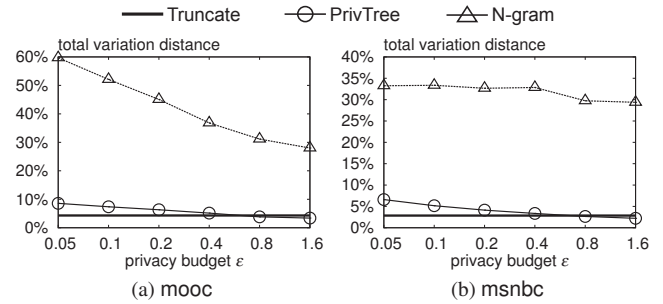 Truncate PrivTree N-gram
total variation distance
60%
50%
40%
30%
20%
10%
0%
0.05 0.1 0.2 0.4 0.8 1.6
privacy budget ε
(a) mooc
total variation distance
40%
35%
30%
25%
20%
15%
10%
5%
0%
0.05 0.1 0.2 0.4 0.8 1.6
privacy budget ε
(b) msnbc